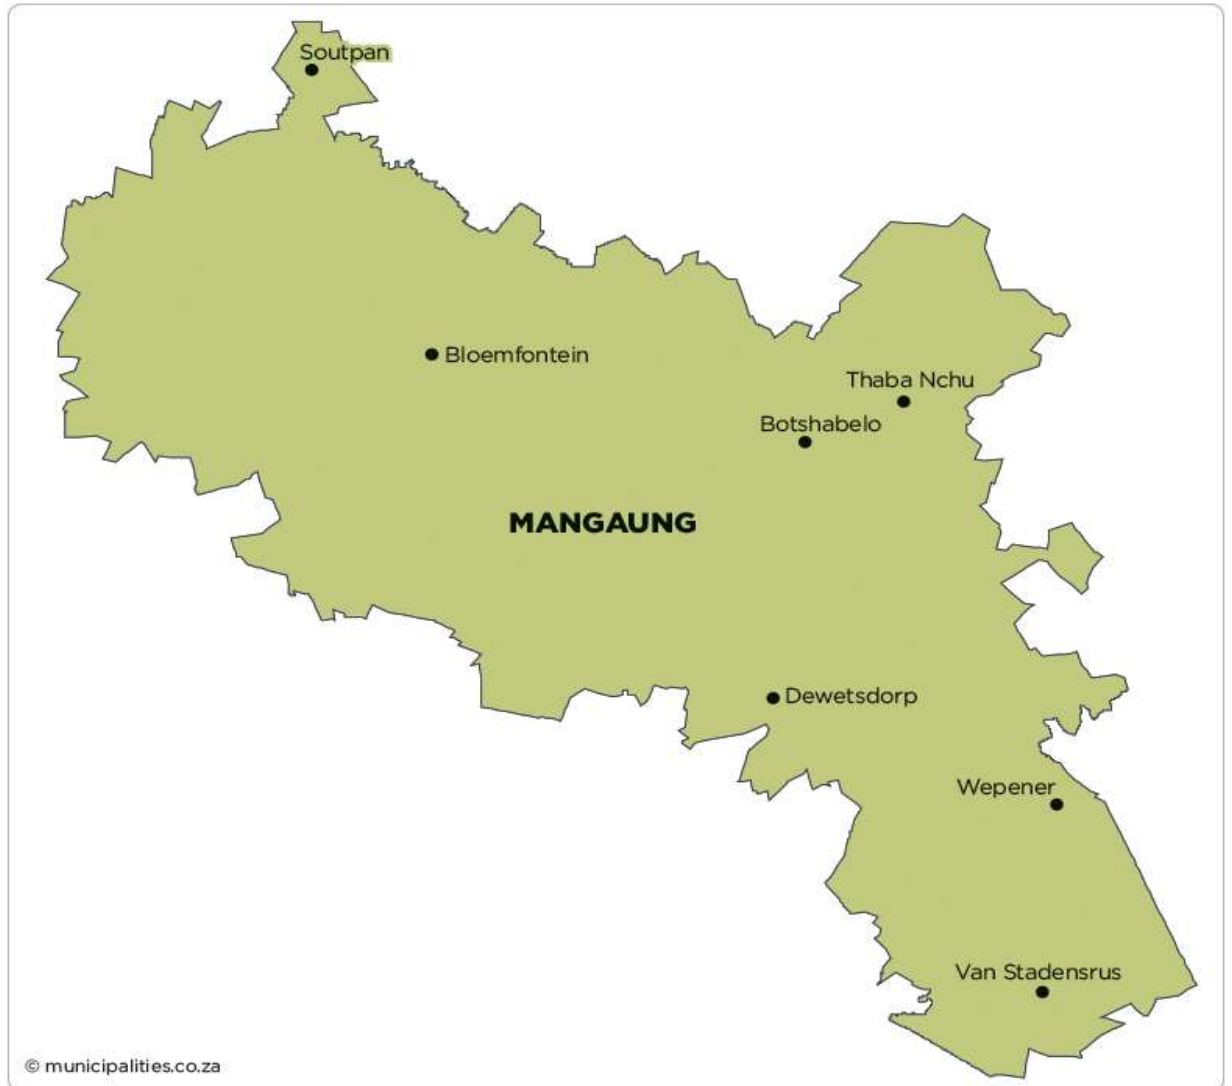 Soutpan
Bloemfontein
Thaba Nchu
Botshabelo
MANGAUNG
Dewetsdorp
Wepener
Van Stadensrus
© municipalities.co.za